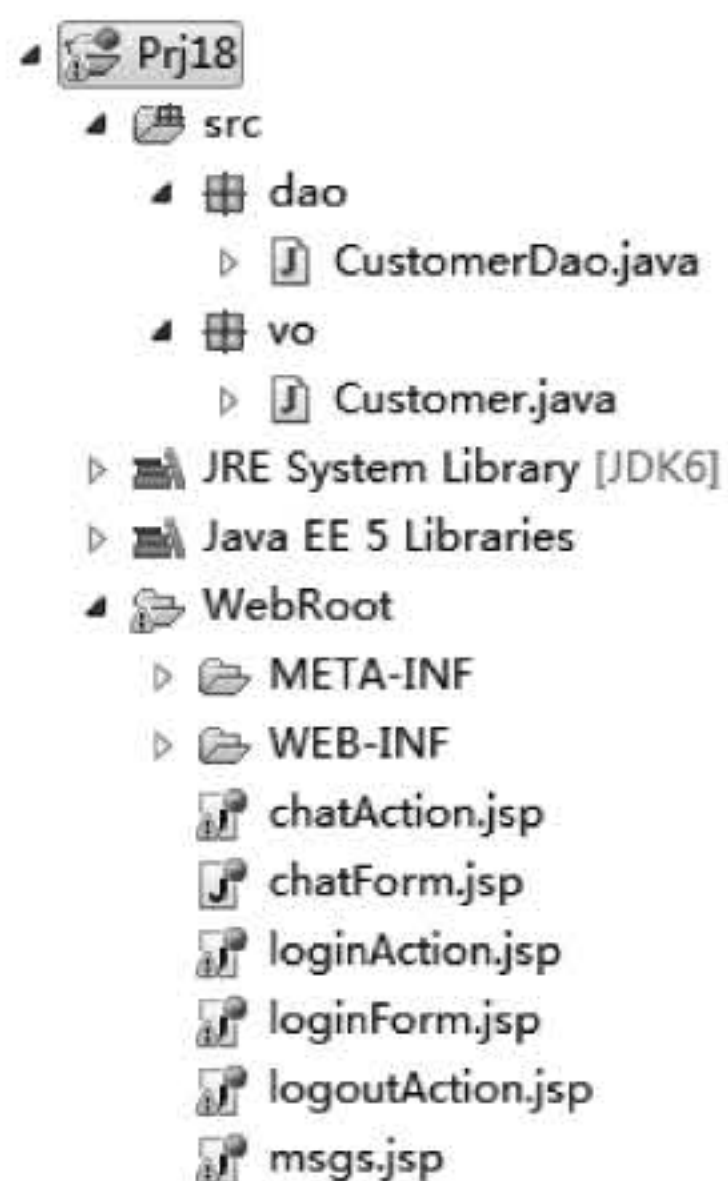 Prj18
src
dao
CustomerDao.java
vo
Customer.java
JRE System Library [JDK6]
Java EE 5 Libraries
WebRoot
META-INF
WEB-INF
chatAction.jsp
chatForm.jsp
loginAction.jsp
loginForm.jsp
logoutAction.jsp
msgs.jsp